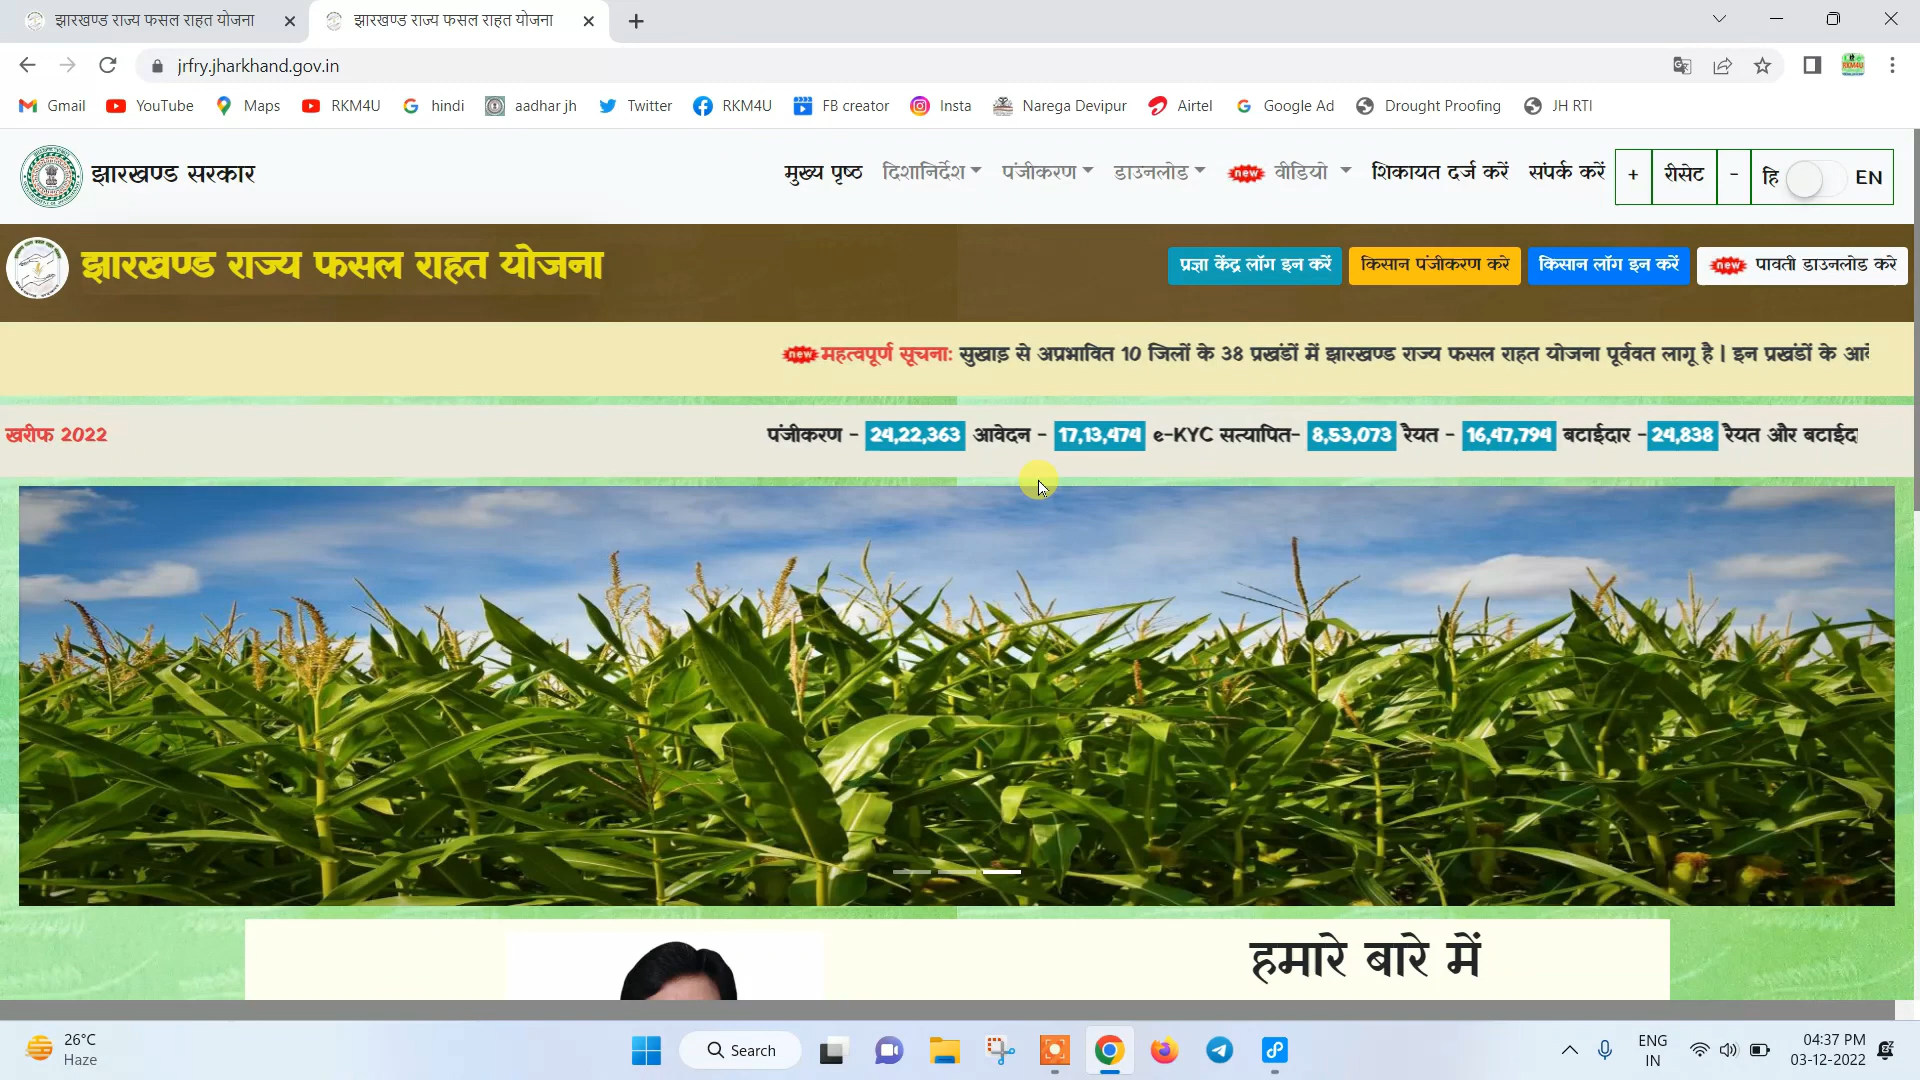 झारखण्ड राज्य फसल राहत योजना
झारखण्ड राज्य फसल राहत योजना
jrfry.jharkhand.gov.in
Gmail YouTube Maps RKM4U hindi aadhar jh Twitter RKM4U FB creator Insta Narega Devipur Airtel Google Ad Drought Proofing JH RTI
झारखण्ड सरकार
मुख्य पृष्ठ दिशानिर्देश पंजीकरण डाउनलोड new वीडियो शिकायत दर्ज करें संपर्क करें + रीसेट - हि EN
झारखण्ड राज्य फसल राहत योजना
प्रज्ञा केंद्र लॉग इन करें किसान पंजीकरण करे किसान लॉग इन करें new पावती डाउनलोड करे
new महत्वपूर्ण सूचना: सुखाड़ से अप्रभावित 10 जिलों के 38 प्रखंडों में झारखण्ड राज्य फसल राहत योजना पूर्ववत लागू है | इन प्रखंडों के
खरीफ 2022
पंजीकरण - 24,22,363 आवेदन - 17,13,474 e-KYC सत्यापित- 8,53,073 रैयत - 16,47,794 बटाईदार -24,838 रैयत और
हमारे बारे में
26°C
Haze
Search
ENG
IN
04:37 PM
03-12-2022